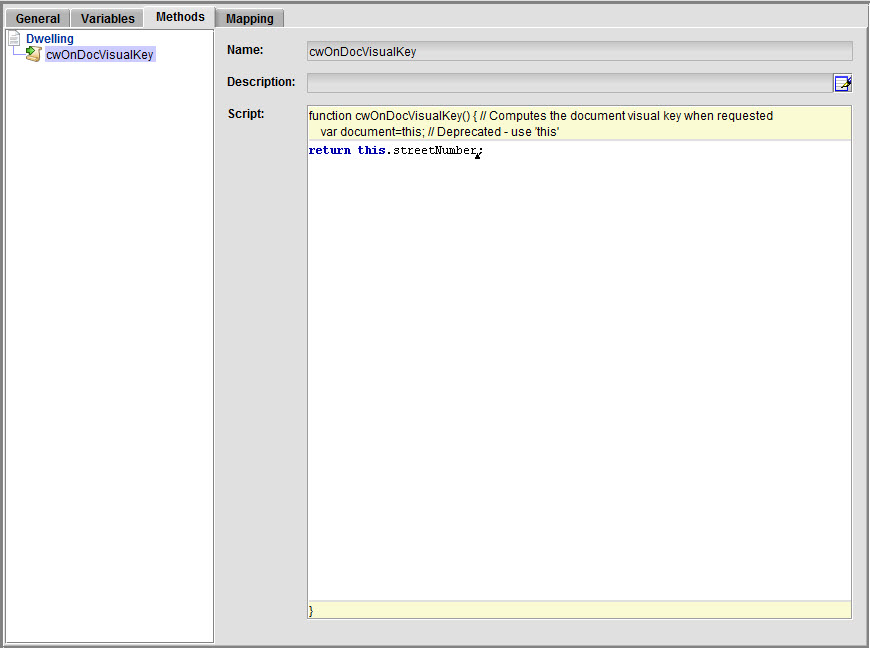 General Variables Methods Mapping
Dwelling
cwOnDocVisualKey
Name: cwOnDocVisualKey
Description:
Script:
function cwOnDocVisualKey() { // Computes the document visual key when requested
var document=this; // Deprecated - use 'this'
return this.streetNumber;
}